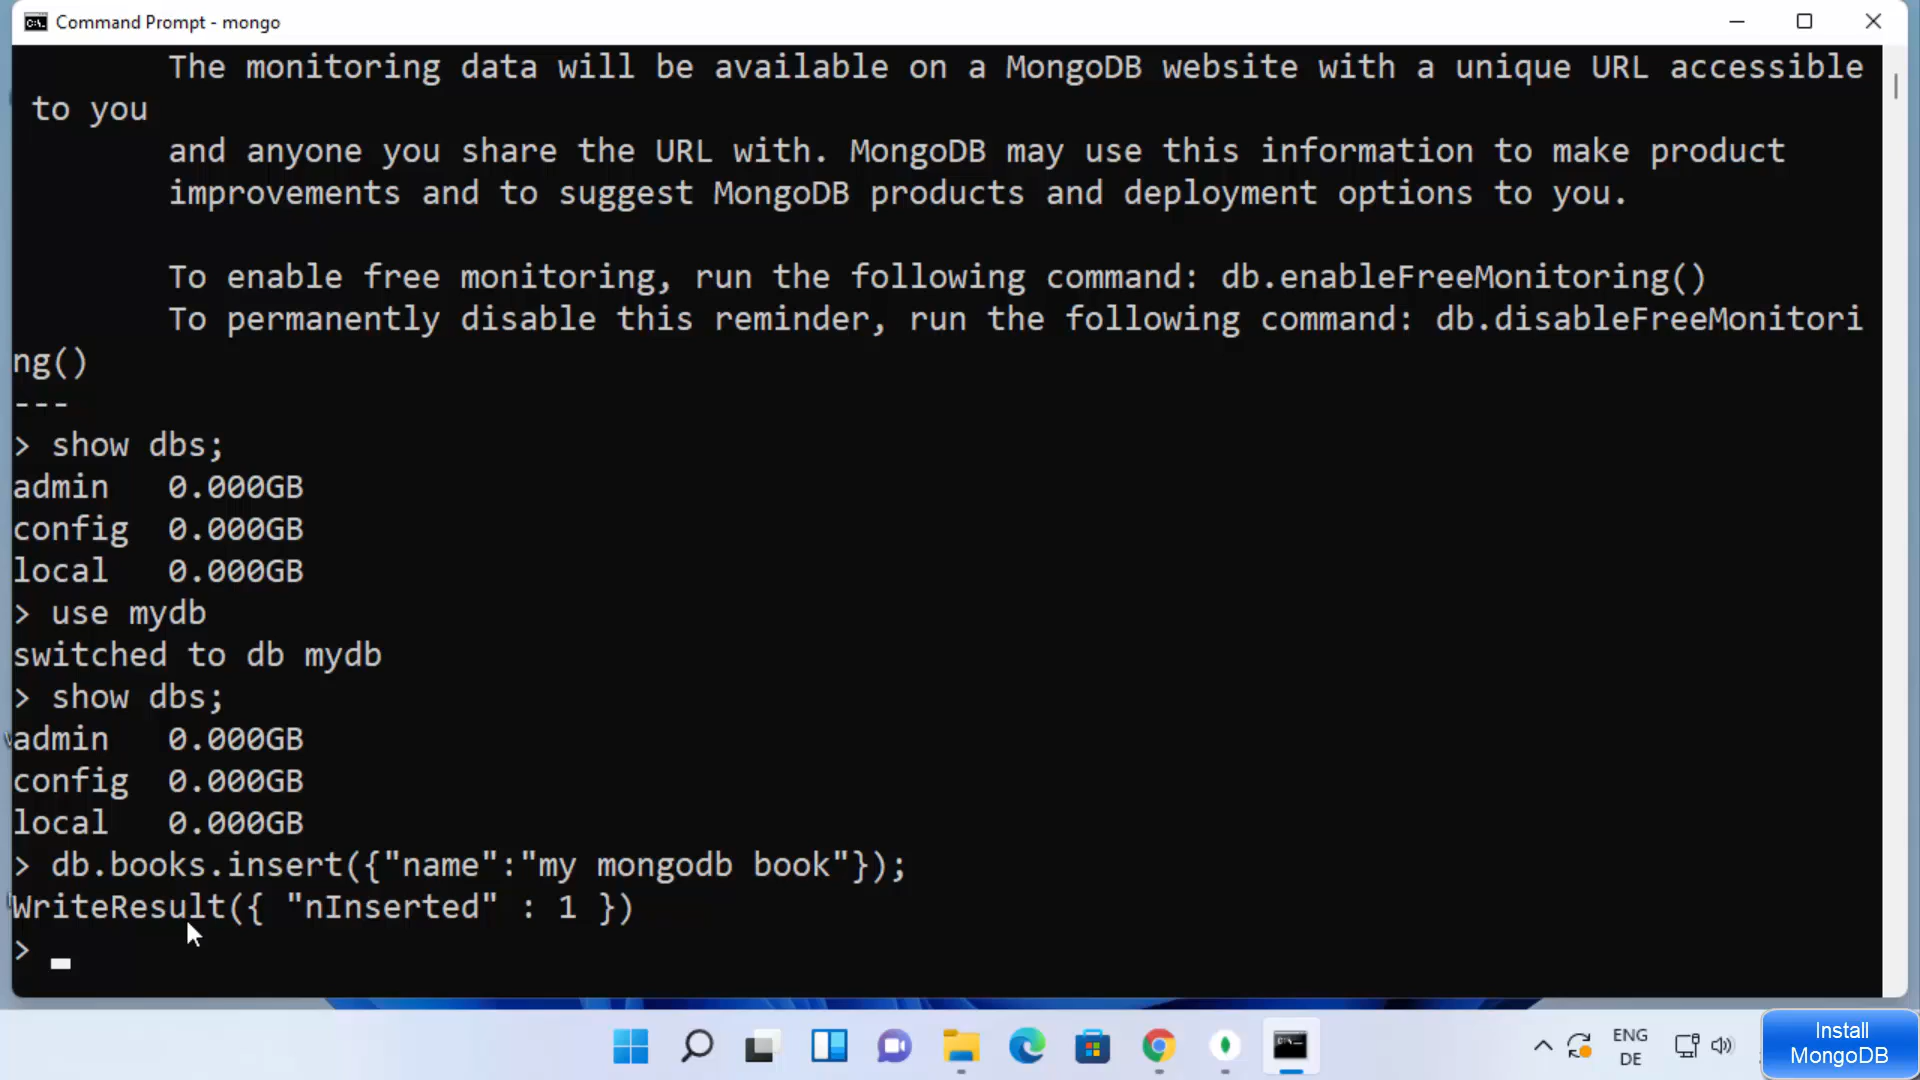 Command Prompt - mongo
The monitoring data will be available on a MongoDB website with a unique URL accessible
to you
and anyone you share the URL with. MongoDB may use this information to make product
improvements and to suggest MongoDB products and deployment options to you.
To enable free monitoring, run the following command: db.enableFreeMonitoring()
To permanently disable this reminder, run the following command: db.disableFreeMonitori
ng()
---
> show dbs;
admin   0.000GB
config  0.000GB
local   0.000GB
> use mydb
switched to db mydb
> show dbs;
admin   0.000GB
config  0.000GB
local   0.000GB
> db.books.insert({"name":"my mongodb book"});
WriteResult({ "nInserted" : 1 })
>
ENG
DE
Install
MongoDB